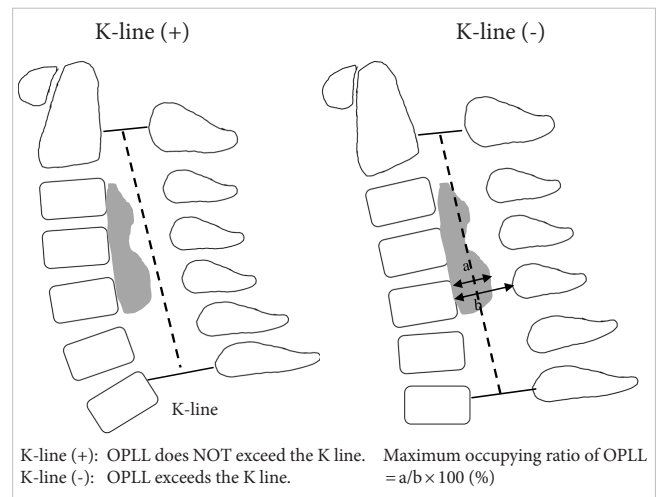 K-line (+)
K-line (-)
a
b
K-line
K-line (+): OPLL does NOT exceed the K line.
K-line (-): OPLL exceeds the K line.
Maximum occupying ratio of OPLL
=a/b×100 (%)